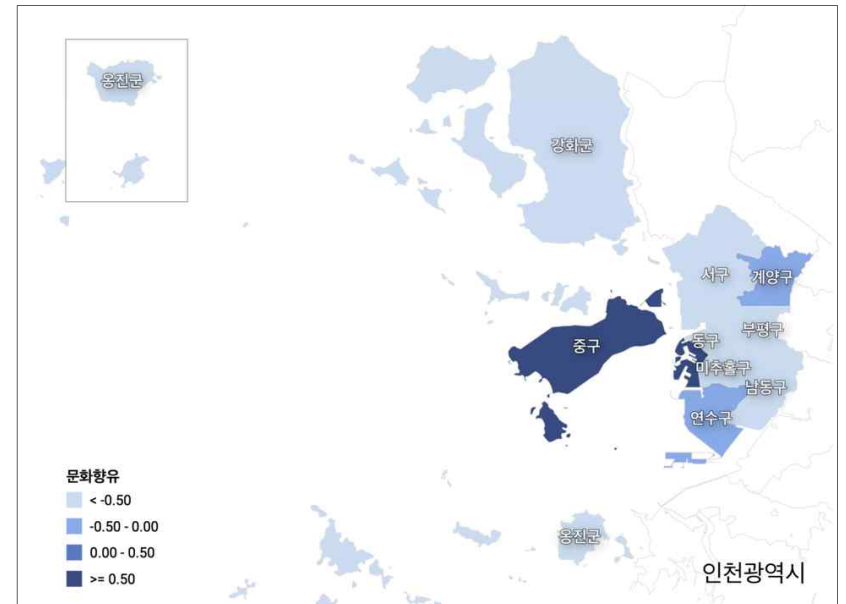 옹진군
강화군
서구
계양구
부평구
동구
중구
미추홀구
남동구
연수구
문화향유
< -0.50
-0.50 - 0.00
0.00 - 0.50
>= 0.50
옹진군
인천광역시